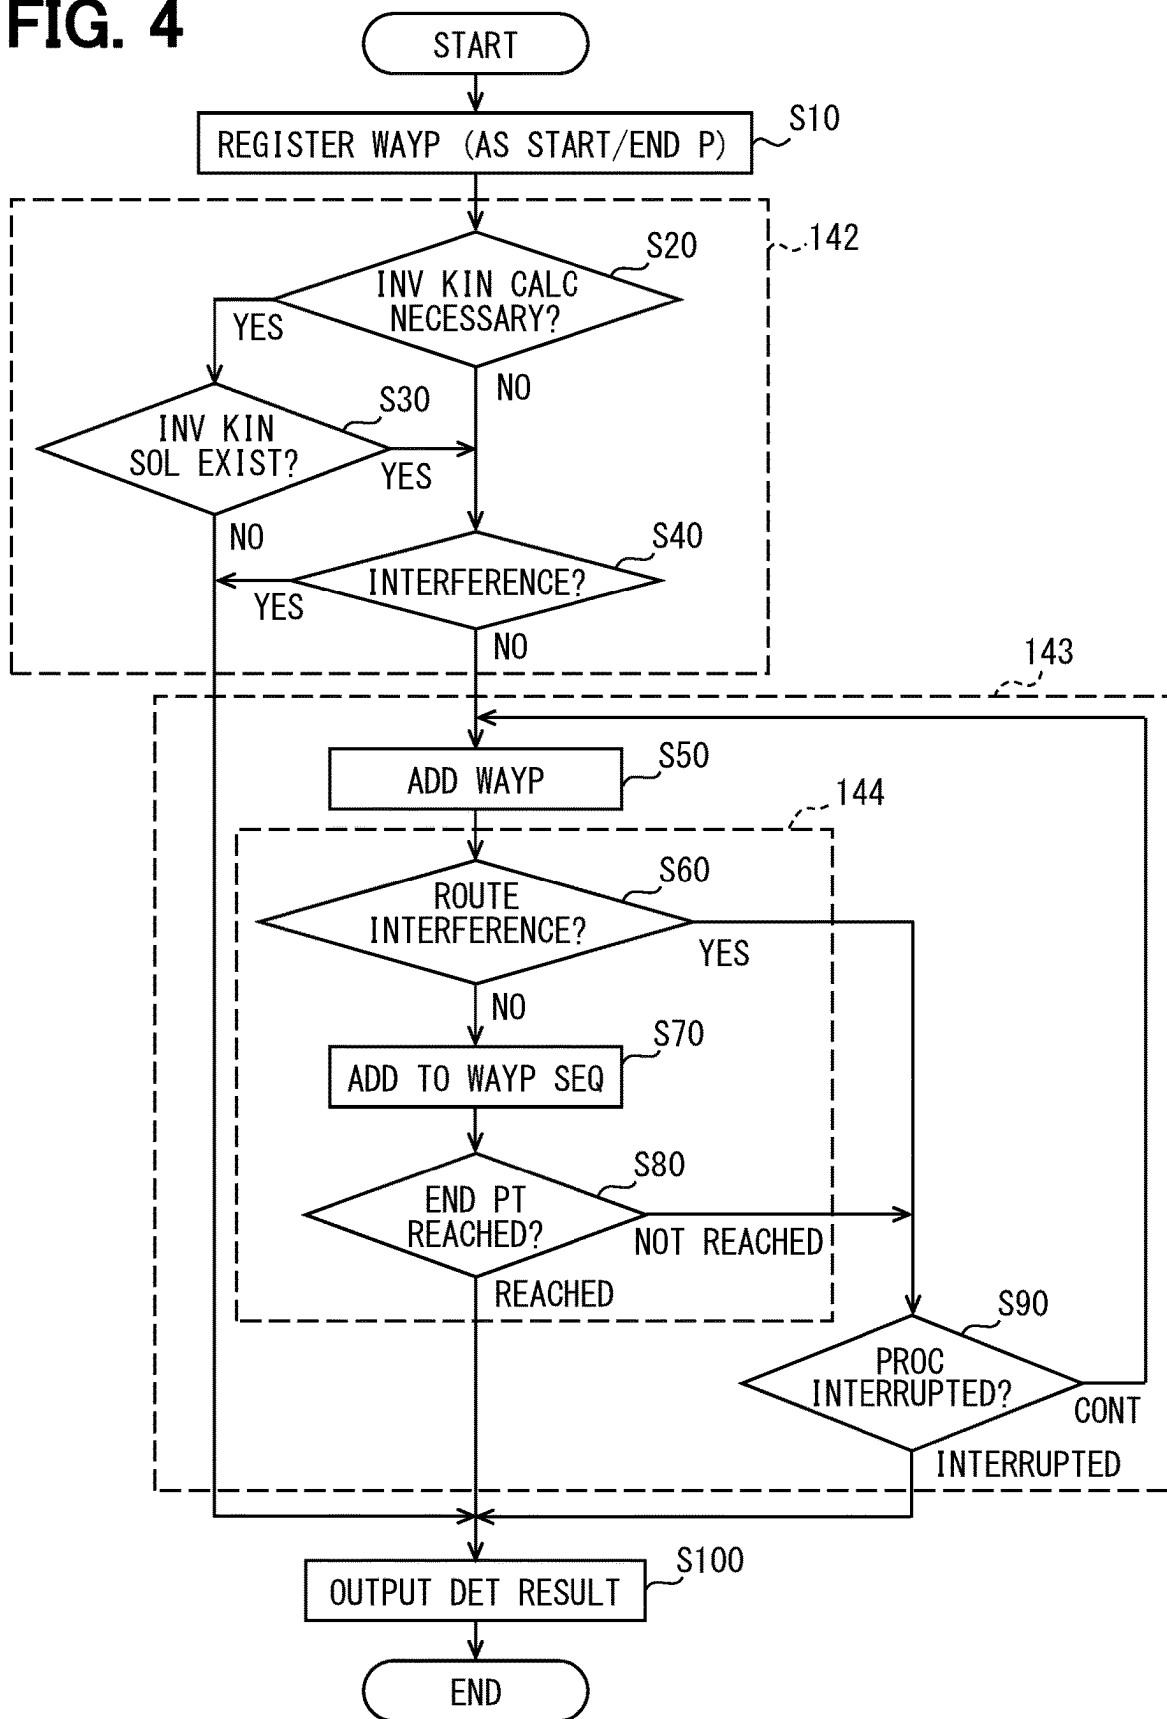 FIG. 4
START
REGISTER WAYP (AS START/END P)
S10
142
S20
INV KIN CALC
NECESSARY?
YES
NO
S30
INV KIN
SOL EXIST?
YES
NO
S40
INTERFERENCE?
YES
NO
143
ADD WAYP
S50
144
S60
ROUTE
INTERFERENCE?
YES
NO
S70
ADD TO WAYP SEQ
S80
END PT
REACHED?
NOT REACHED
REACHED
S90
PROC
INTERRUPTED?
CONT
INTERRUPTED
S100
OUTPUT DET RESULT
END